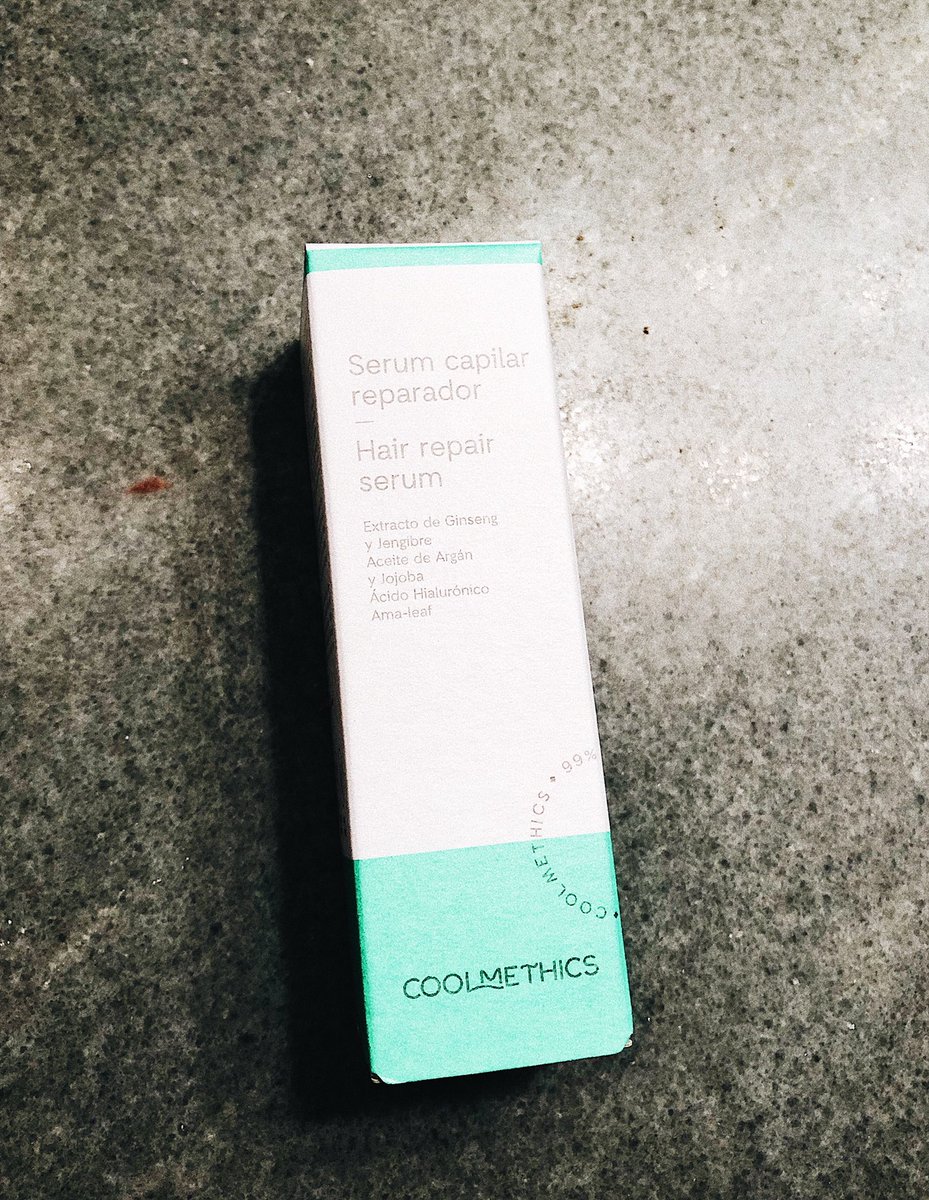 Serum capilar
reparador
—
Hair repair
serum
Extracto de Ginseng
y Jengibre
Aceite de Argán
y Jojoba
Ácido Hialurónico
Ama-leaf
• COOLMETHICS • 99%
COOLMETHICS